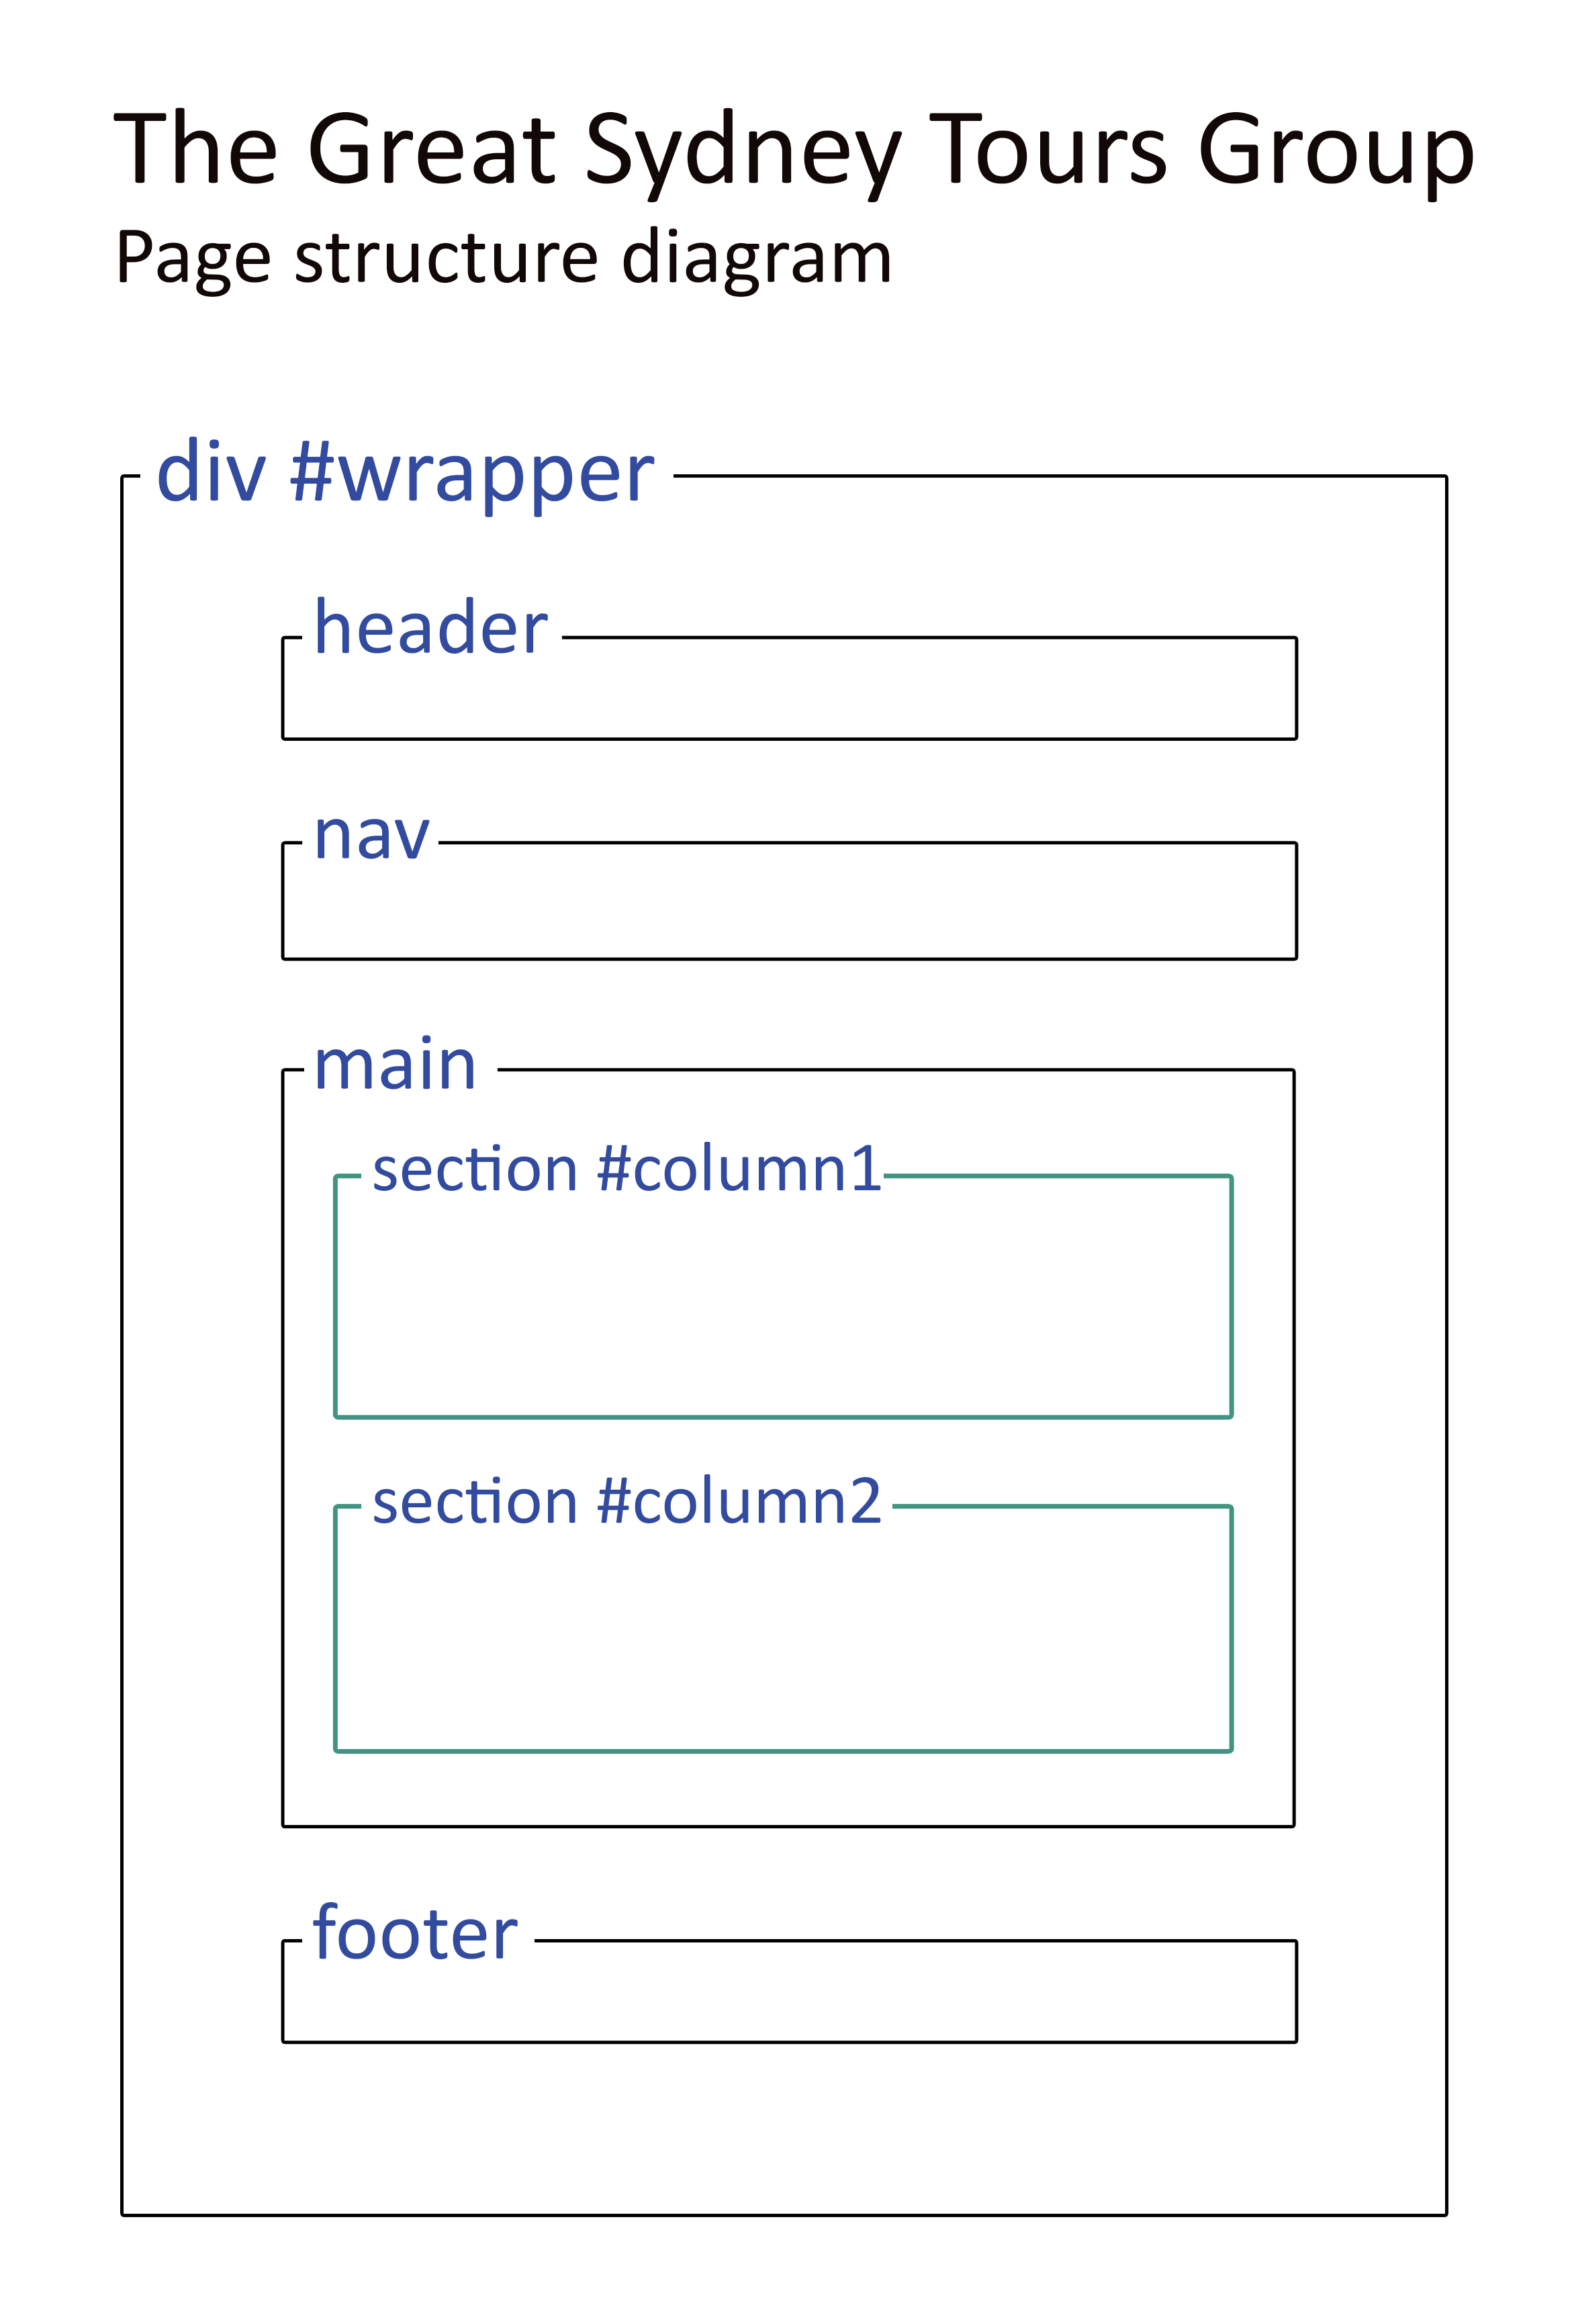 The Great Sydney Tours Group
Page structure diagram
div #wrapper
header
nav
main
section #column1
section #column2
footer